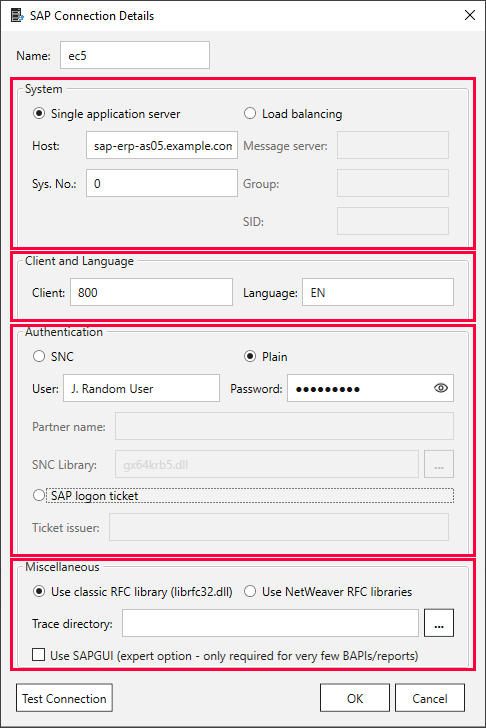 SAP Connection Details
Name: ec5
System
Single application server Load balancing
Host: sap-erp-as05.example.com Message server:
Sys. No.: 0 Group:
SID:
Client and Language
Client: 800 Language: EN
Authentication
SNC Plain
User: J. Random User Password: ●●●●●●●●●
Partner name:
SNC Library: gx64krb5.dll ...
SAP logon ticket
Ticket issuer:
Miscellaneous
Use classic RFC library (librfc32.dll) Use NetWeaver RFC libraries
Trace directory: ...
Use SAPGUI (expert option - only required for very few BAPIs/reports)
Test Connection OK Cancel